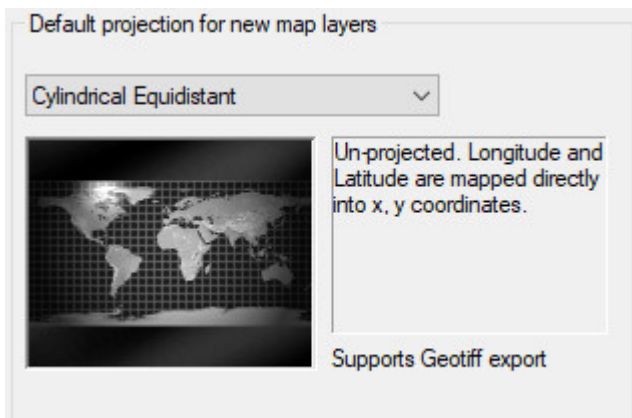 Default projection for new map layers
Cylindrical Equidistant
Un-projected. Longitude and
Latitude are mapped directly
into x, y coordinates.
Supports Geotiff export